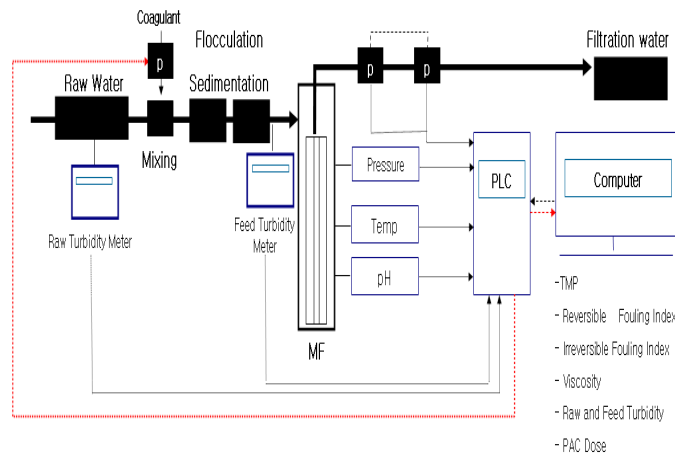 Coagulant
Flocculation
P
p
p
Filtration water
Raw Water
Sedimentation
Mixing
Pressure
PLC
Computer
Raw Turbidity Meter
Feed Turbidity
Meter
Temp
pH
MF
-TMP
- Reversible Fouling Index
- Irreversible Fouling Index
- Viscosity
- Raw and Feed Turbidity
- PAC Dose